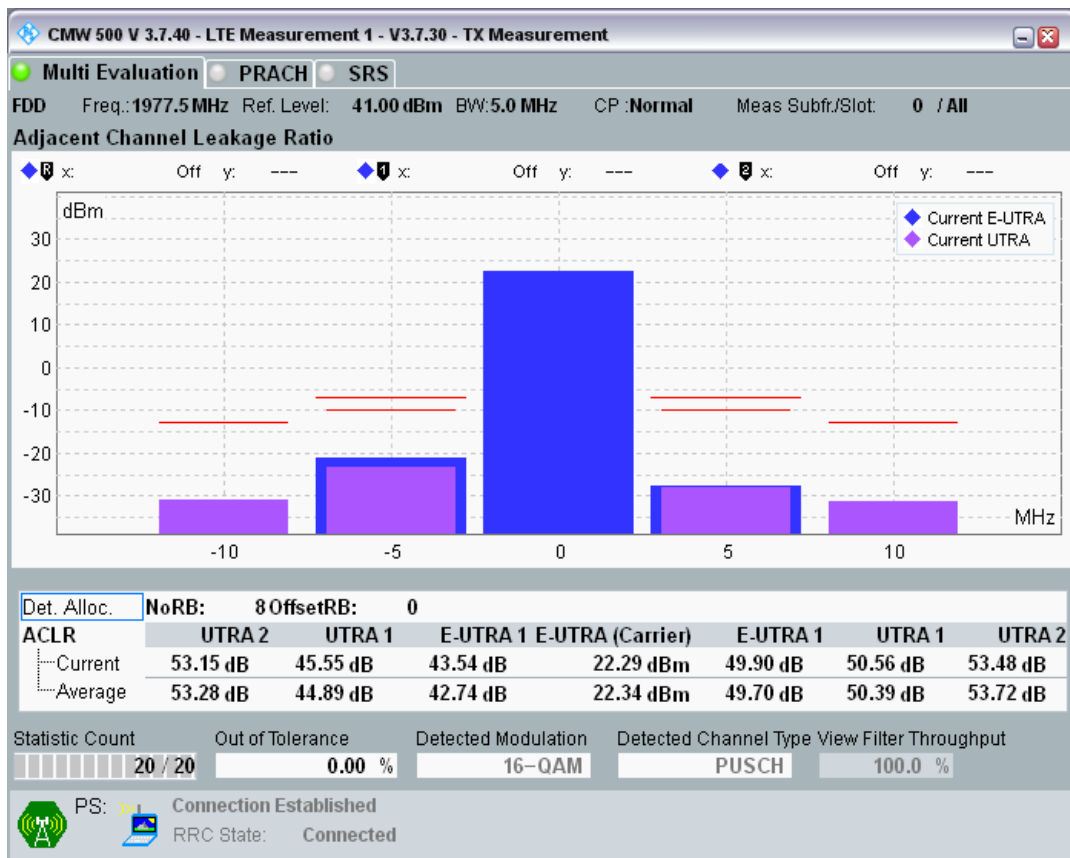 CMW 500 V 3.7.40 - LTE Measurement 1 - V3.7.30 - TX Measurement
Multi Evaluation PRACH SRS
FDD Freq.: 1977.5 MHz Ref. Level: 41.00 dBm BW: 5.0 MHz CP : Normal Meas Subfr./Slot: 0 / All
Adjacent Channel Leakage Ratio
R x: Off y: --- 1 x: Off y: --- 2 x: Off y: ---
dBm
Current E-UTRA
Current UTRA
30
20
10
0
-10
-20
-30
MHz
-10 -5 0 5 10
Det. Alloc. NoRB: 8 OffsetRB: 0
ACLR UTRA 2 UTRA 1 E-UTRA 1 E-UTRA (Carrier) E-UTRA 1 UTRA 1 UTRA 2
Current 53.15 dB 45.55 dB 43.54 dB 22.29 dBm 49.90 dB 50.56 dB 53.48 dB
Average 53.28 dB 44.89 dB 42.74 dB 22.34 dBm 49.70 dB 50.39 dB 53.72 dB
Statistic Count Out of Tolerance Detected Modulation Detected Channel Type View Filter Throughput
20 / 20 0.00 % 16-QAM PUSCH 100.0 %
PS: Connection Established
RRC State: Connected